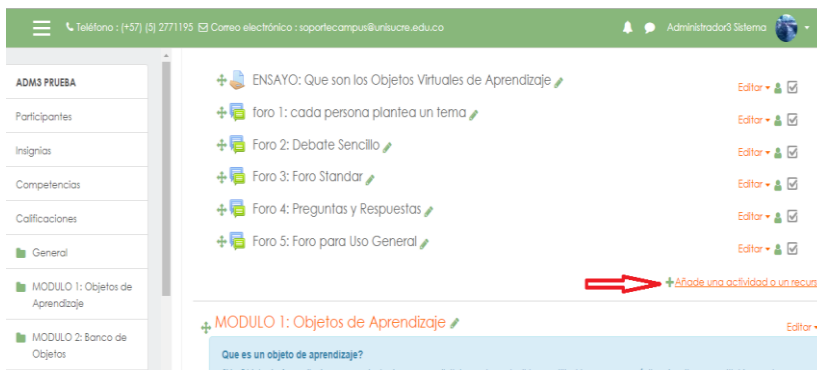 Teléfono : (+57) (5) 2771195 Correo electrónico : soportecampus@unisucre.edu.co
Administrador3 Sistema
ADM3 PRUEBA
Participantes
Insignias
Competencias
Calificaciones
General
MODULO 1: Objetos de
Aprendizaje
MODULO 2: Banco de
Objetos
ENSAYO: Que son los Objetos Virtuales de Aprendizaje
Editar
foro 1: cada persona plantea un tema
Editar
Foro 2: Debate Sencillo
Editar
Foro 3: Foro Standar
Editar
Foro 4: Preguntas y Respuestas
Editar
Foro 5: Foro para Uso General
Editar
Añade una actividad o un recurs
MODULO 1: Objetos de Aprendizaje
Editar
Que es un objeto de aprendizaje?